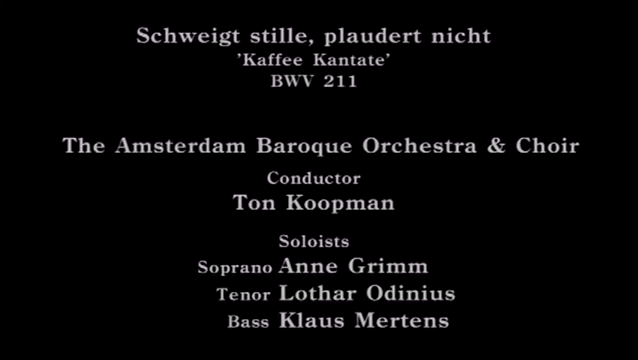 Schweigt stille, plaudert nicht
'Kaffee Kantate'
BWV 211
The Amsterdam Baroque Orchestra & Choir
Conductor
Ton Koopman
Soloists
Soprano Anne Grimm
Tenor Lothar Odinius
Bass Klaus Mertens